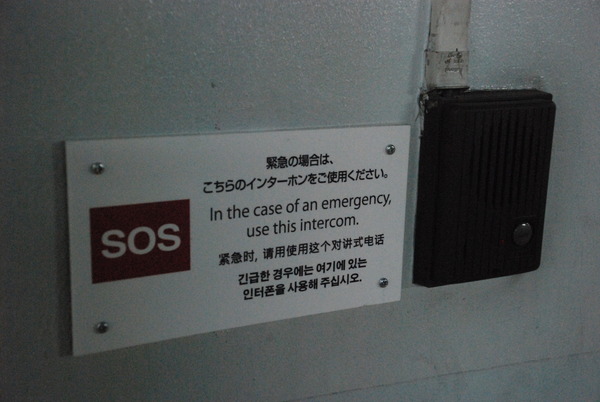 緊急の場合は、
こちらのインターホンをご使用ください。
SOS
In the case of an emergency,
use this intercom.
紧急时, 请用使用这个对讲式电话
긴급한 경우에는 여기에 있는
인터폰을 사용해 주십시오.